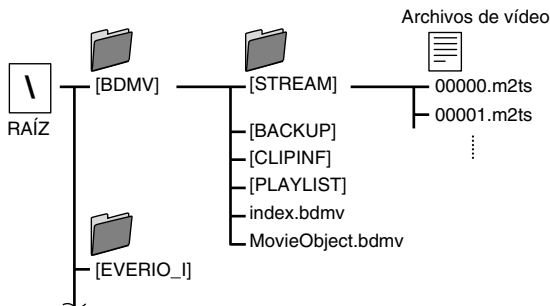 Archivos de vídeo
\
RAÍZ
[BDMV]
[STREAM]
00000.m2ts
00001.m2ts
[BACKUP]
[CLIPINF]
[PLAYLIST]
index.bdmv
MovieObject.bdmv
[EVERIO_I]